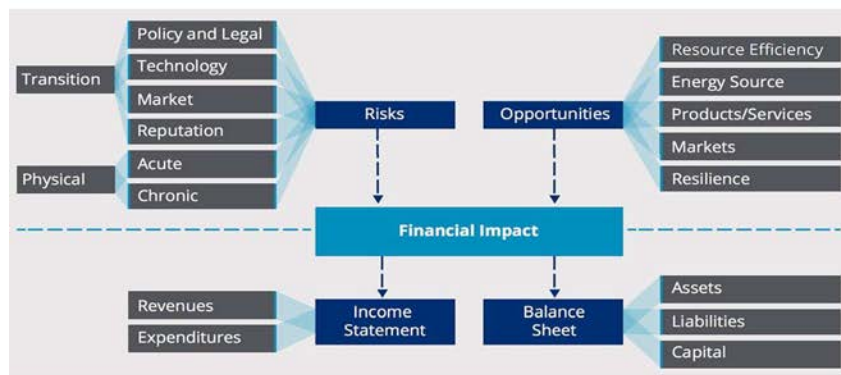 Policy and Legal
Technology
Transition
Market
Reputation
Physical
Acute
Chronic
Risks
Opportunities
Resource Efficiency
Energy Source
Products/Services
Markets
Resilience
Financial Impact
Revenues
Expenditures
Income
Statement
Balance
Sheet
Assets
Liabilities
Capital